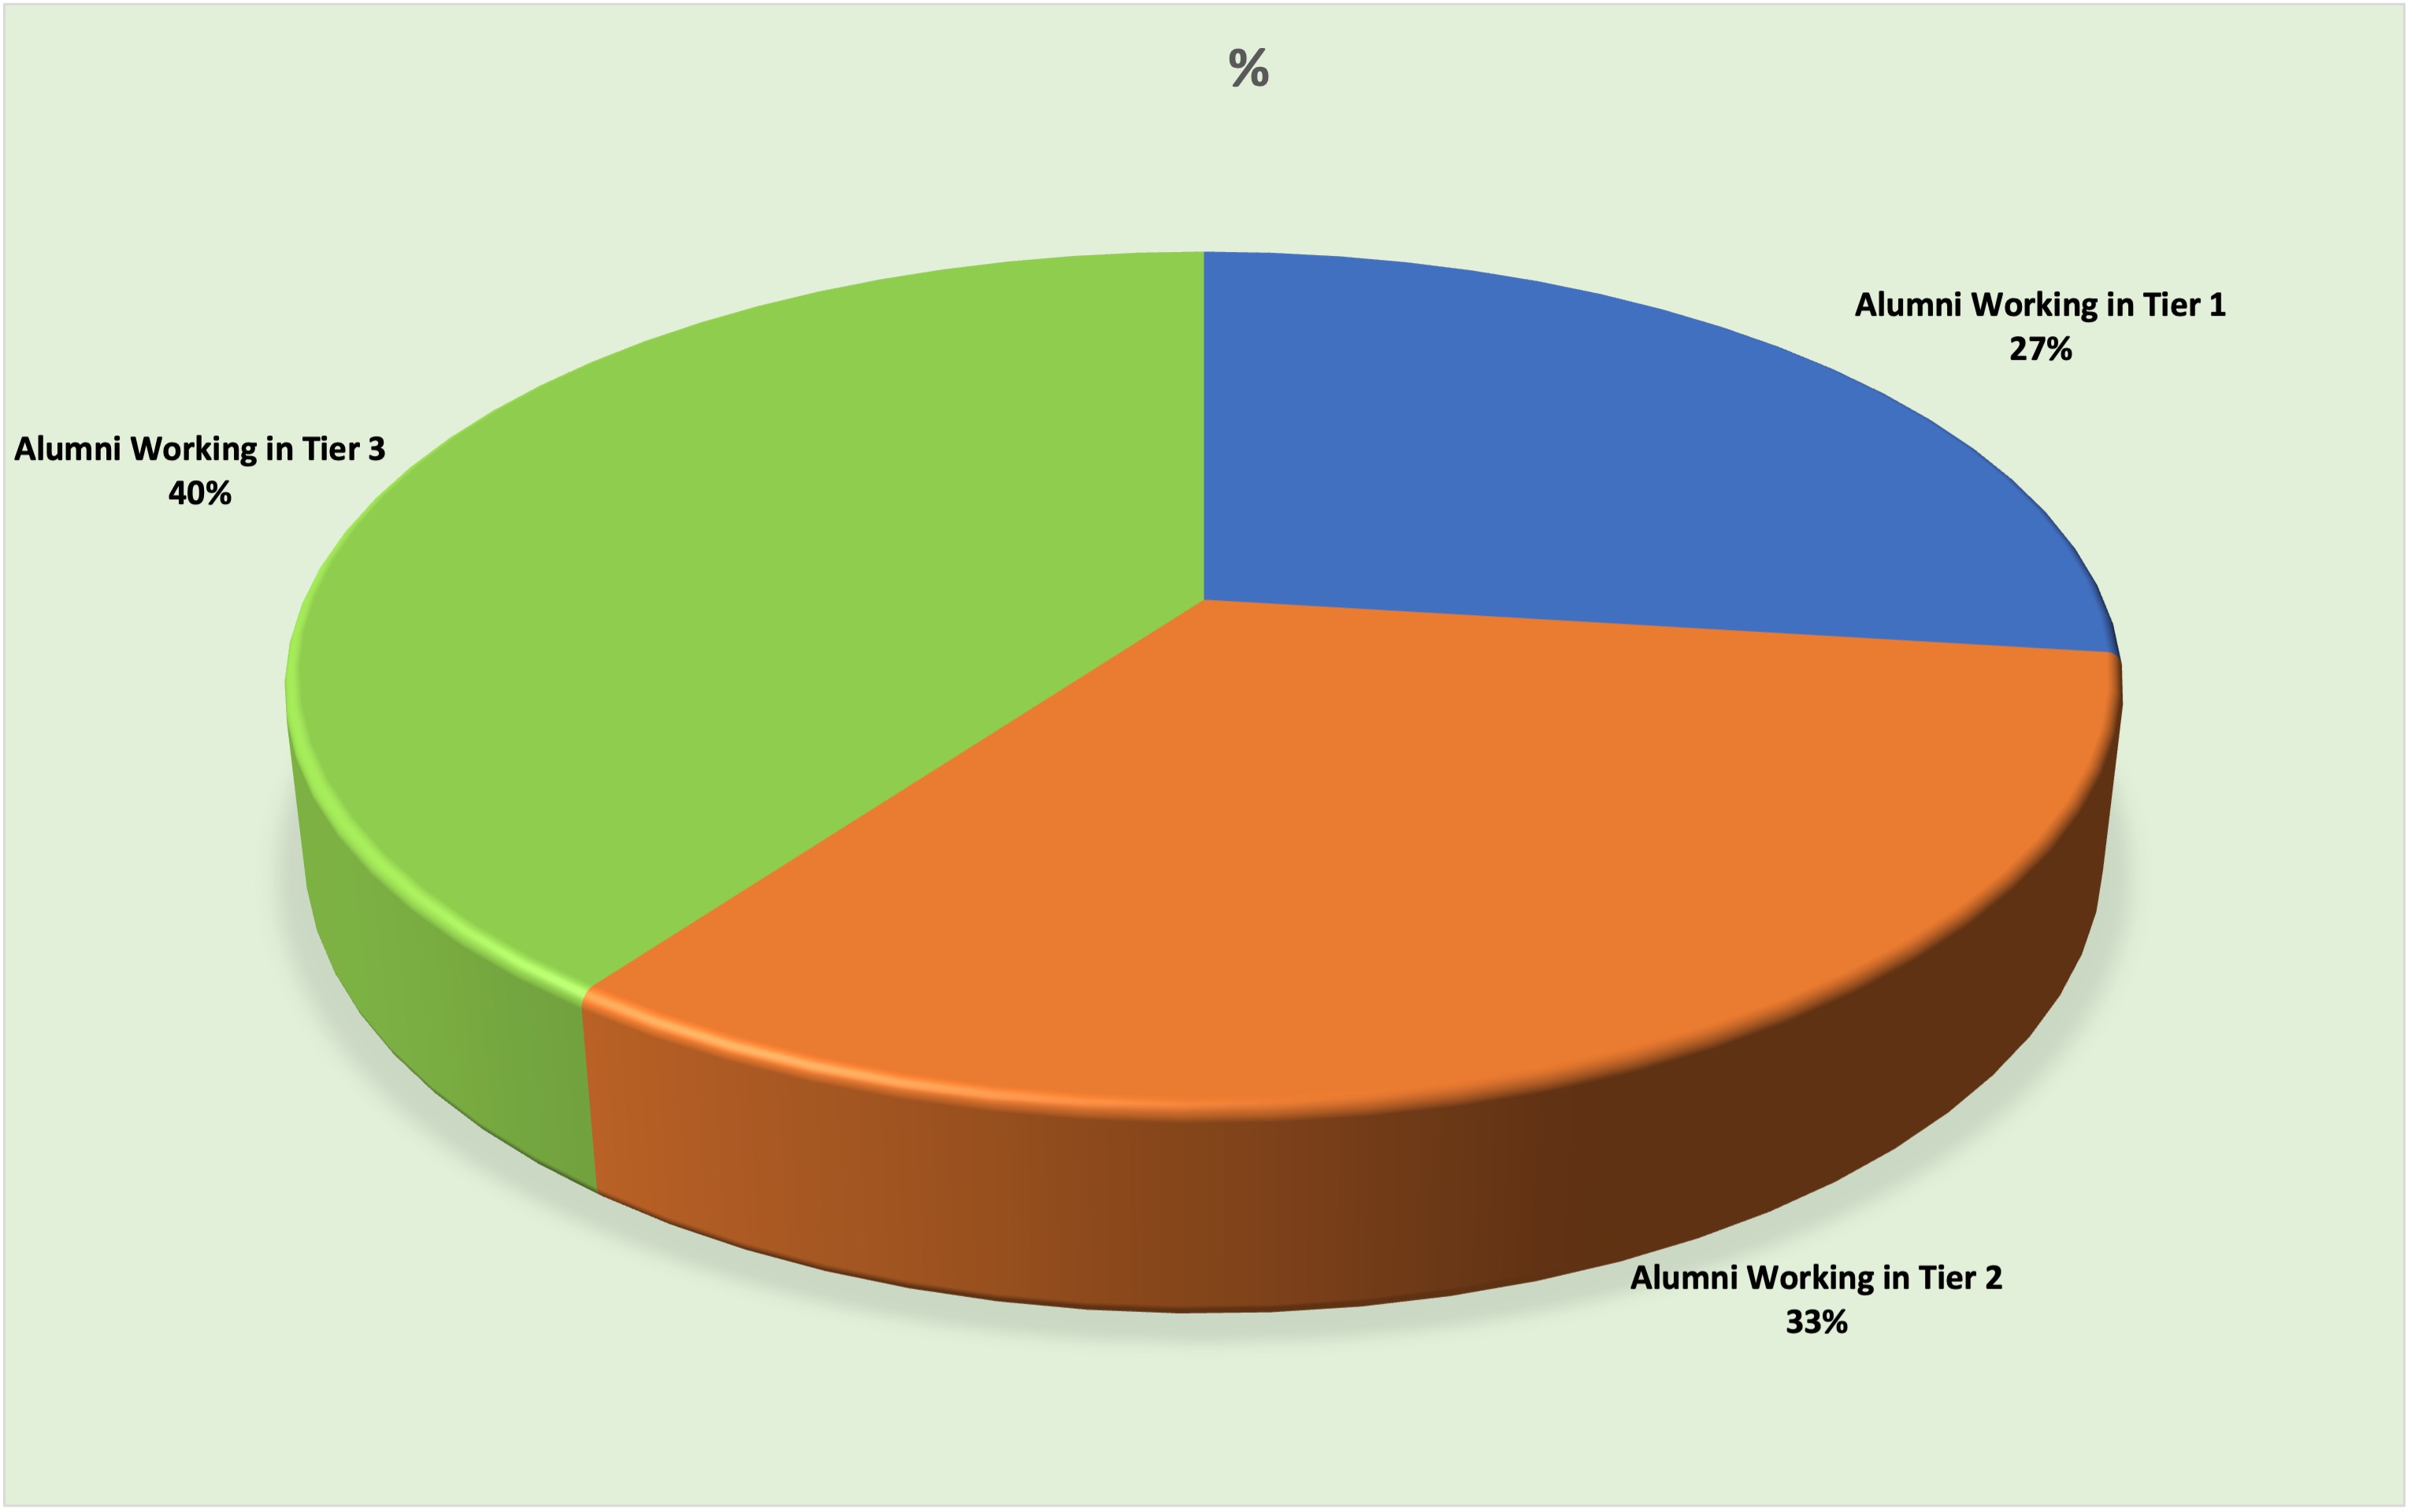 %
Alumni Working in Tier 1
27%
Alumni Working in Tier 3
40%
Alumni Working in Tier 2
33%